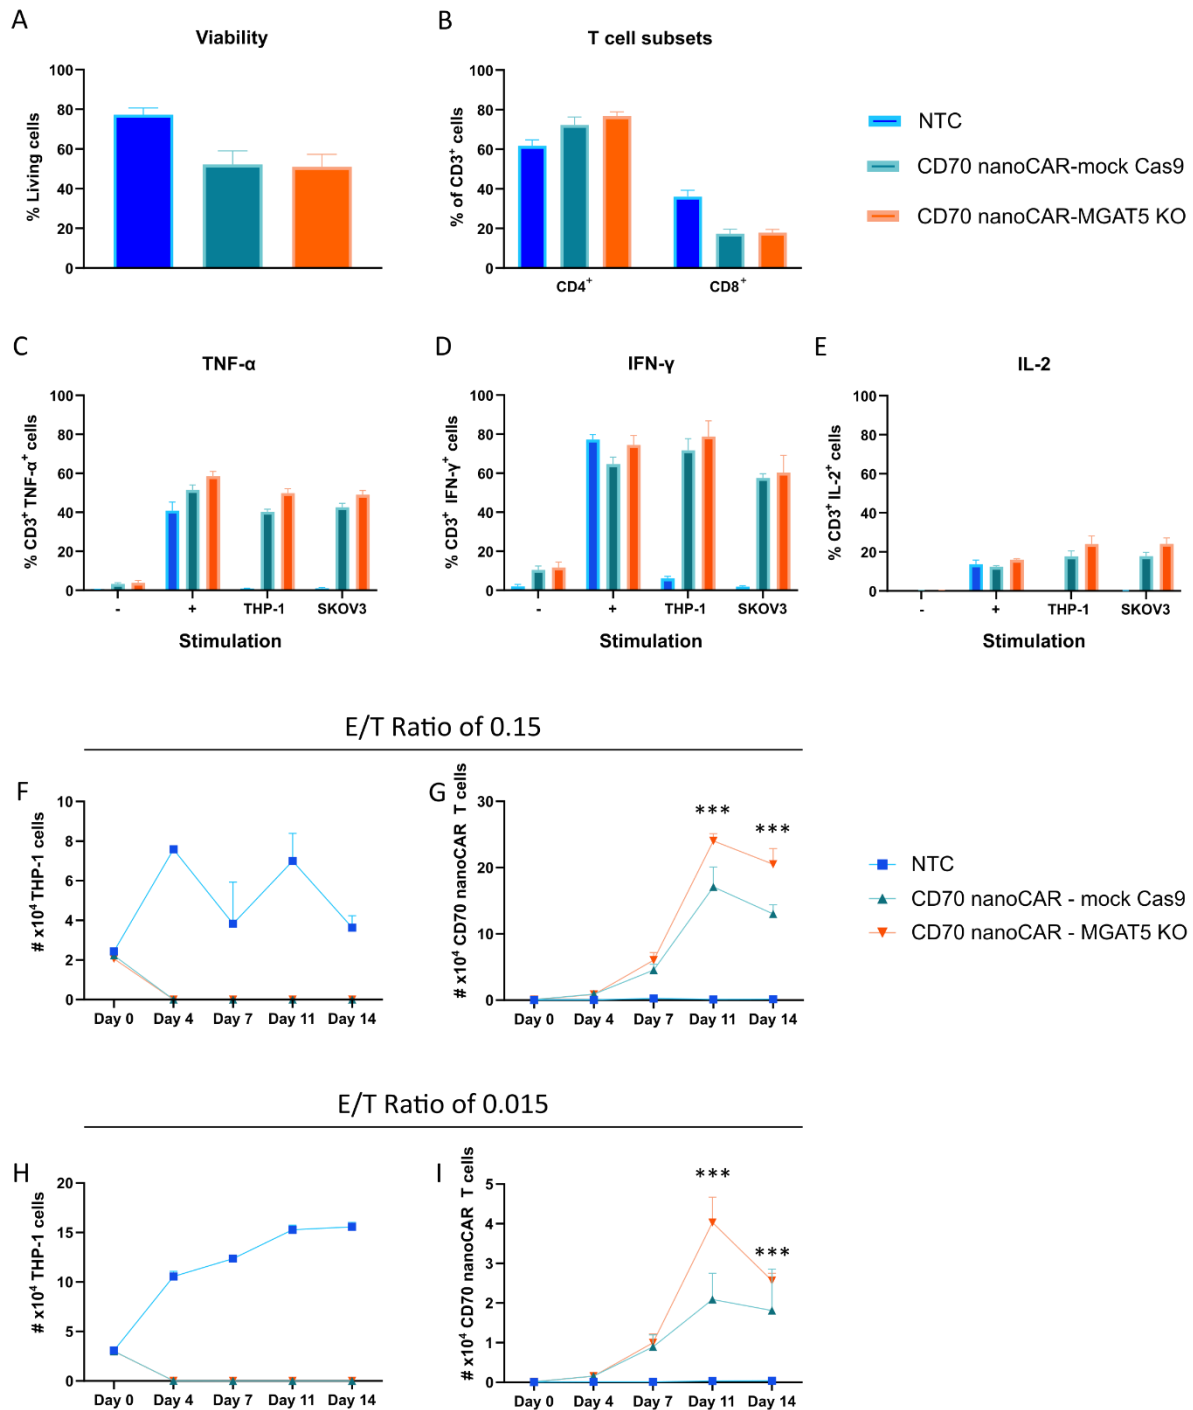 A
Viability
% Living cells
100
80
60
40
20
0
B
T cell subsets
% of CD3⁺ cells
100
80
60
40
20
0
CD4⁺
CD8⁺
NTC
CD70 nanoCAR-mock Cas9
CD70 nanoCAR-MGAT5 KO
C
TNF-α
% CD3⁺ TNF-α⁺ cells
100
80
60
40
20
0
- + THP-1 SKOV3
Stimulation
D
IFN-γ
% CD3⁺ IFN-γ⁺ cells
100
80
60
40
20
0
- + THP-1 SKOV3
Stimulation
E
IL-2
% CD3⁺ IL-2⁺ cells
100
80
60
40
20
0
- + THP-1 SKOV3
Stimulation
E/T Ratio of 0.15
F
# x10⁴ THP-1 cells
10
8
6
4
2
0
Day 0 Day 4 Day 7 Day 11 Day 14
G
# x10⁴ CD70 nanoCAR T cells
30
20
10
0
***
***
Day 0 Day 4 Day 7 Day 11 Day 14
NTC
CD70 nanoCAR - mock Cas9
CD70 nanoCAR - MGAT5 KO
E/T Ratio of 0.015
H
# x10⁴ THP-1 cells
20
15
10
5
0
Day 0 Day 4 Day 7 Day 11 Day 14
I
# x10⁴ CD70 nanoCAR T cells
5
4
3
2
1
0
***
***
Day 0 Day 4 Day 7 Day 11 Day 14